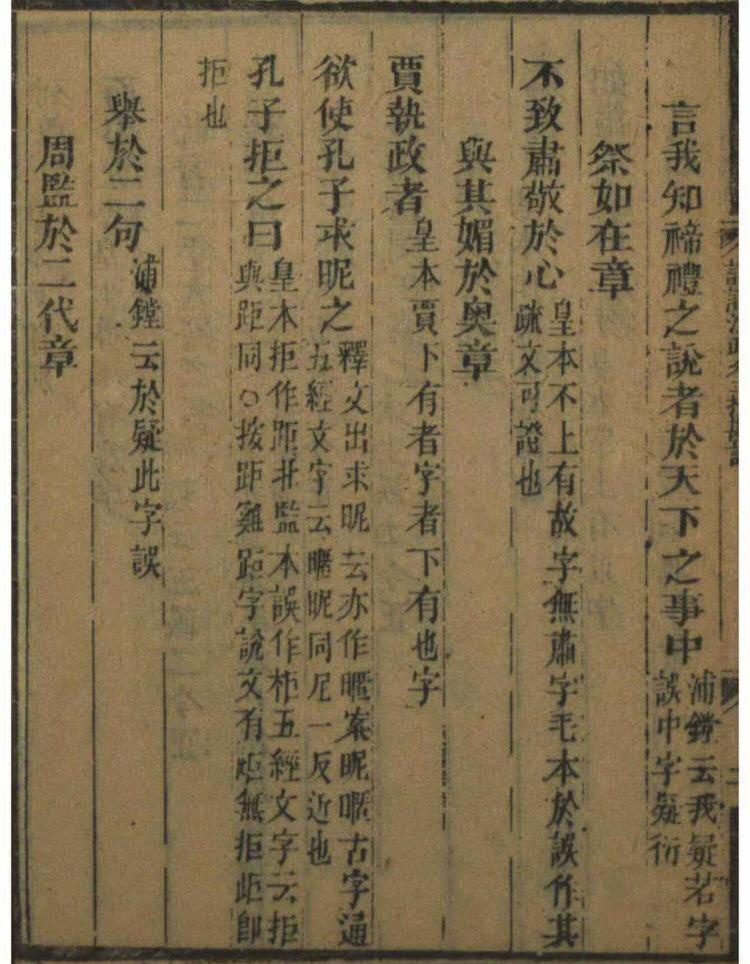 言我知禘禮之說者於天下之事中浦鏜云我疑若字
誤中字疑衍
祭如在章
不致肅敬於心皇本不上有故字無肅字毛本於誤作其
疏文可證也
與其媚於奧章
賈執政者皇本賈下有者字者下有也字
欲使孔子求昵之釋文出求昵云亦作暱案昵暱古字通
五經文字云暱昵同尼一反近也
孔子拒之曰皇本拒作距北監本誤作柜五經文字云拒
與距同○按距雞距字說文有歫無拒歫卽
拒也
舉於二句浦鏜云於疑此字誤
周監於二代章